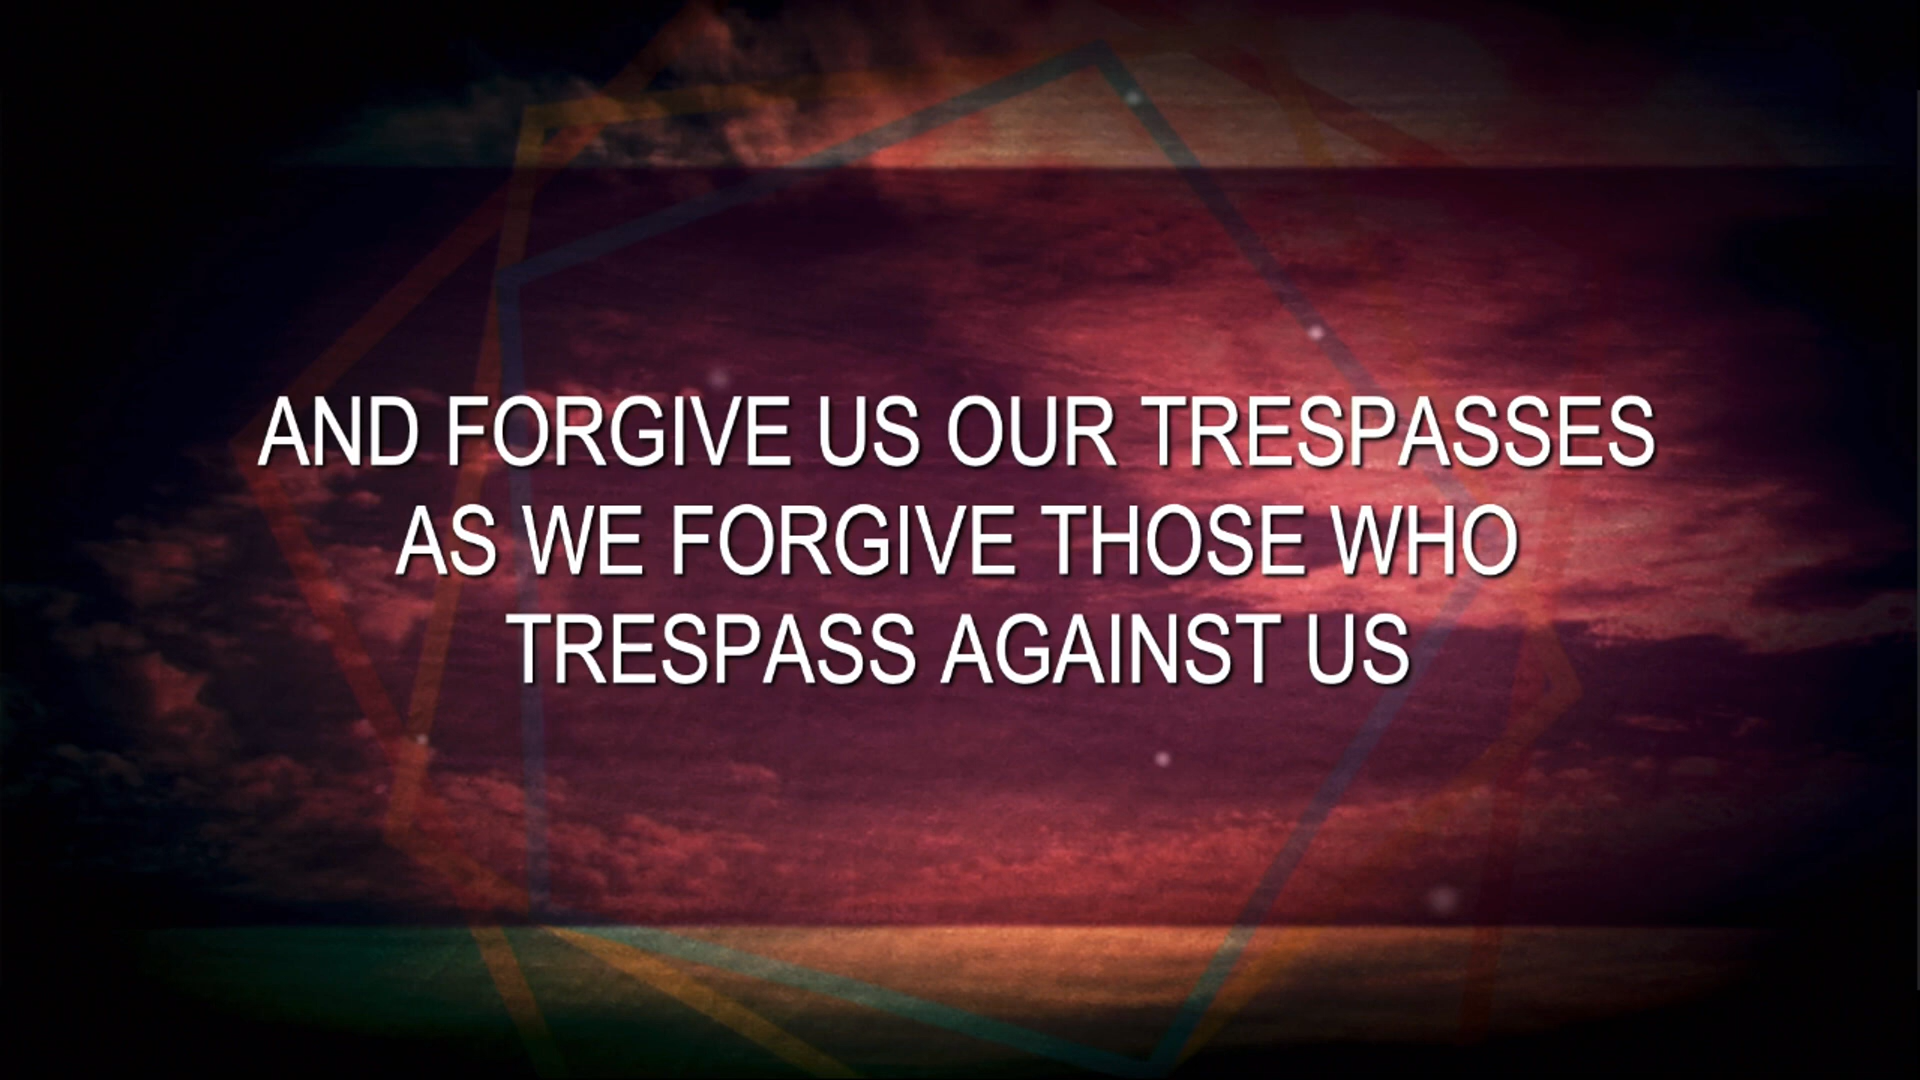 AND FORGIVE US OUR TRESPASSES
AS WE FORGIVE THOSE WHO
TRESPASS AGAINST US